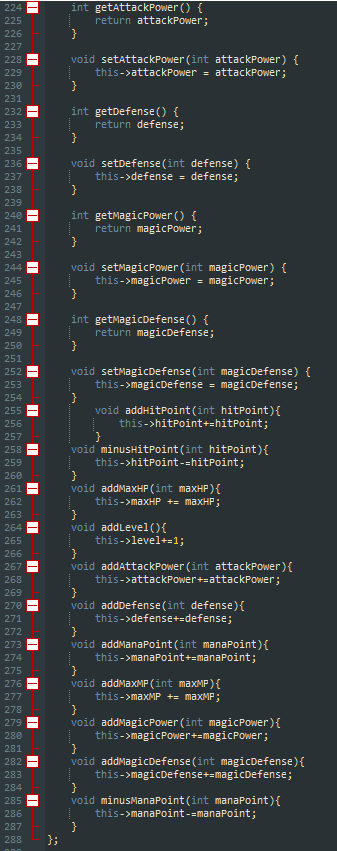 224 int getAttackPower() {
225 return attackPower;
226 }
227
228 void setAttackPower(int attackPower) {
229 this->attackPower = attackPower;
230 }
231
232 int getDefense() {
233 return defense;
234 }
235
236 void setDefense(int defense) {
237 this->defense = defense;
238 }
239
240 int getMagicPower() {
241 return magicPower;
242 }
243
244 void setMagicPower(int magicPower) {
245 this->magicPower = magicPower;
246 }
247
248 int getMagicDefense() {
249 return magicDefense;
250 }
251
252 void setMagicDefense(int magicDefense) {
253 this->magicDefense = magicDefense;
254 }
255 void addHitPoint(int hitPoint){
256 this->hitPoint+=hitPoint;
257 }
258 void minusHitPoint(int hitPoint){
259 this->hitPoint-=hitPoint;
260 }
261 void addMaxHP(int maxHP){
262 this->maxHP += maxHP;
263 }
264 void addLevel(){
265 this->level+=1;
266 }
267 void addAttackPower(int attackPower){
268 this->attackPower+=attackPower;
269 }
270 void addDefense(int defense){
271 this->defense+=defense;
272 }
273 void addManaPoint(int manaPoint){
274 this->manaPoint+=manaPoint;
275 }
276 void addMaxMP(int maxMP){
277 this->maxMP += maxMP;
278 }
279 void addMagicPower(int magicPower){
280 this->magicPower+=magicPower;
281 }
282 void addMagicDefense(int magicDefense){
283 this->magicDefense+=magicDefense;
284 }
285 void minusManaPoint(int manaPoint){
286 this->manaPoint-=manaPoint;
287 }
288 };